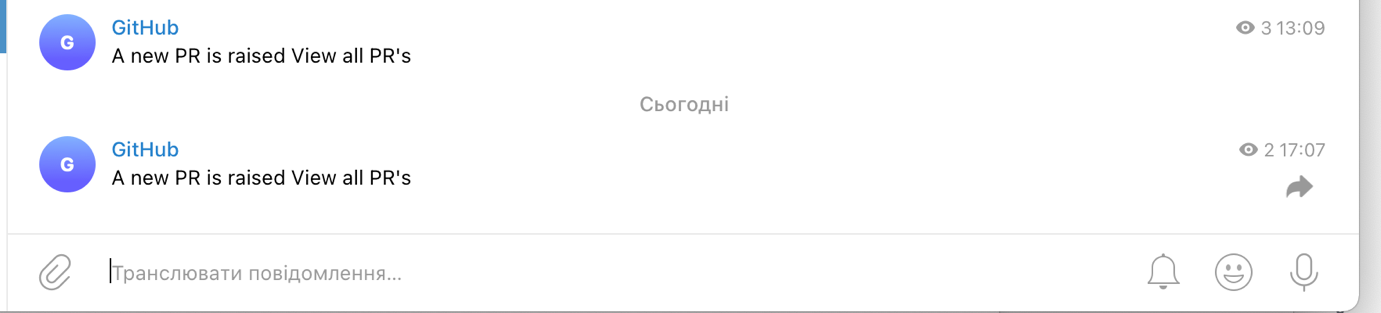 G
GitHub
3 13:09
A new PR is raised View all PR's
Сьогодні
G
GitHub
2 17:07
A new PR is raised View all PR's
Транслювати повідомлення...